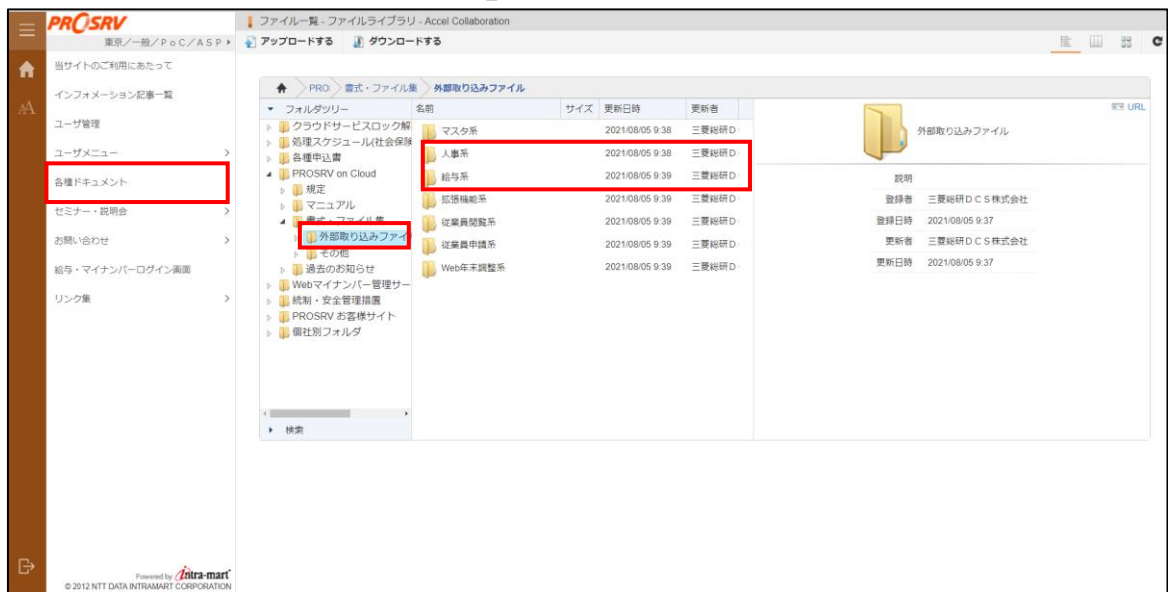 PROSRV
東京／一般／ＰｏＣ／ＡＳＰ
ファイル一覧 - ファイルライブラリ - Accel Collaboration
アップロードする ダウンロードする
当サイトのご利用にあたって
インフォメーション記事一覧
ユーザ管理
ユーザメニュー
各種ドキュメント
セミナー・説明会
お問い合わせ
給与・マイナンバーログイン画面
リンク集
PRO: 書式・ファイル集 外部取り込みファイル
フォルダツリー
クラウドサービスロック解
処理スケジュール(社会保険
各種申込書
PROSRV on Cloud
規定
マニュアル
書式・ファイル集
外部取り込みファイ
その他
過去のお知らせ
Webマイナンバー管理サー
統制・安全管理措置
PROSRV お客様サイト
個社別フォルダ
検索
名前 サイズ 更新日時 更新者
マスタ系 2021/08/05 9:38 三菱総研D
人事系 2021/08/05 9:38 三菱総研D
給与系 2021/08/05 9:39 三菱総研D
拡張機能系 2021/08/05 9:39 三菱総研D
従業員閲覧系 2021/08/05 9:39 三菱総研D
従業員申請系 2021/08/05 9:39 三菱総研D
Web年末調整系 2021/08/05 9:39 三菱総研D
URL
外部取り込みファイル
説明
登録者 三菱総研ＤＣＳ株式会社
登録日時 2021/08/05 9:37
更新者 三菱総研ＤＣＳ株式会社
更新日時 2021/08/05 9:37
Powered by intra-mart
© 2012 NTT DATA INTRAMART CORPORATION